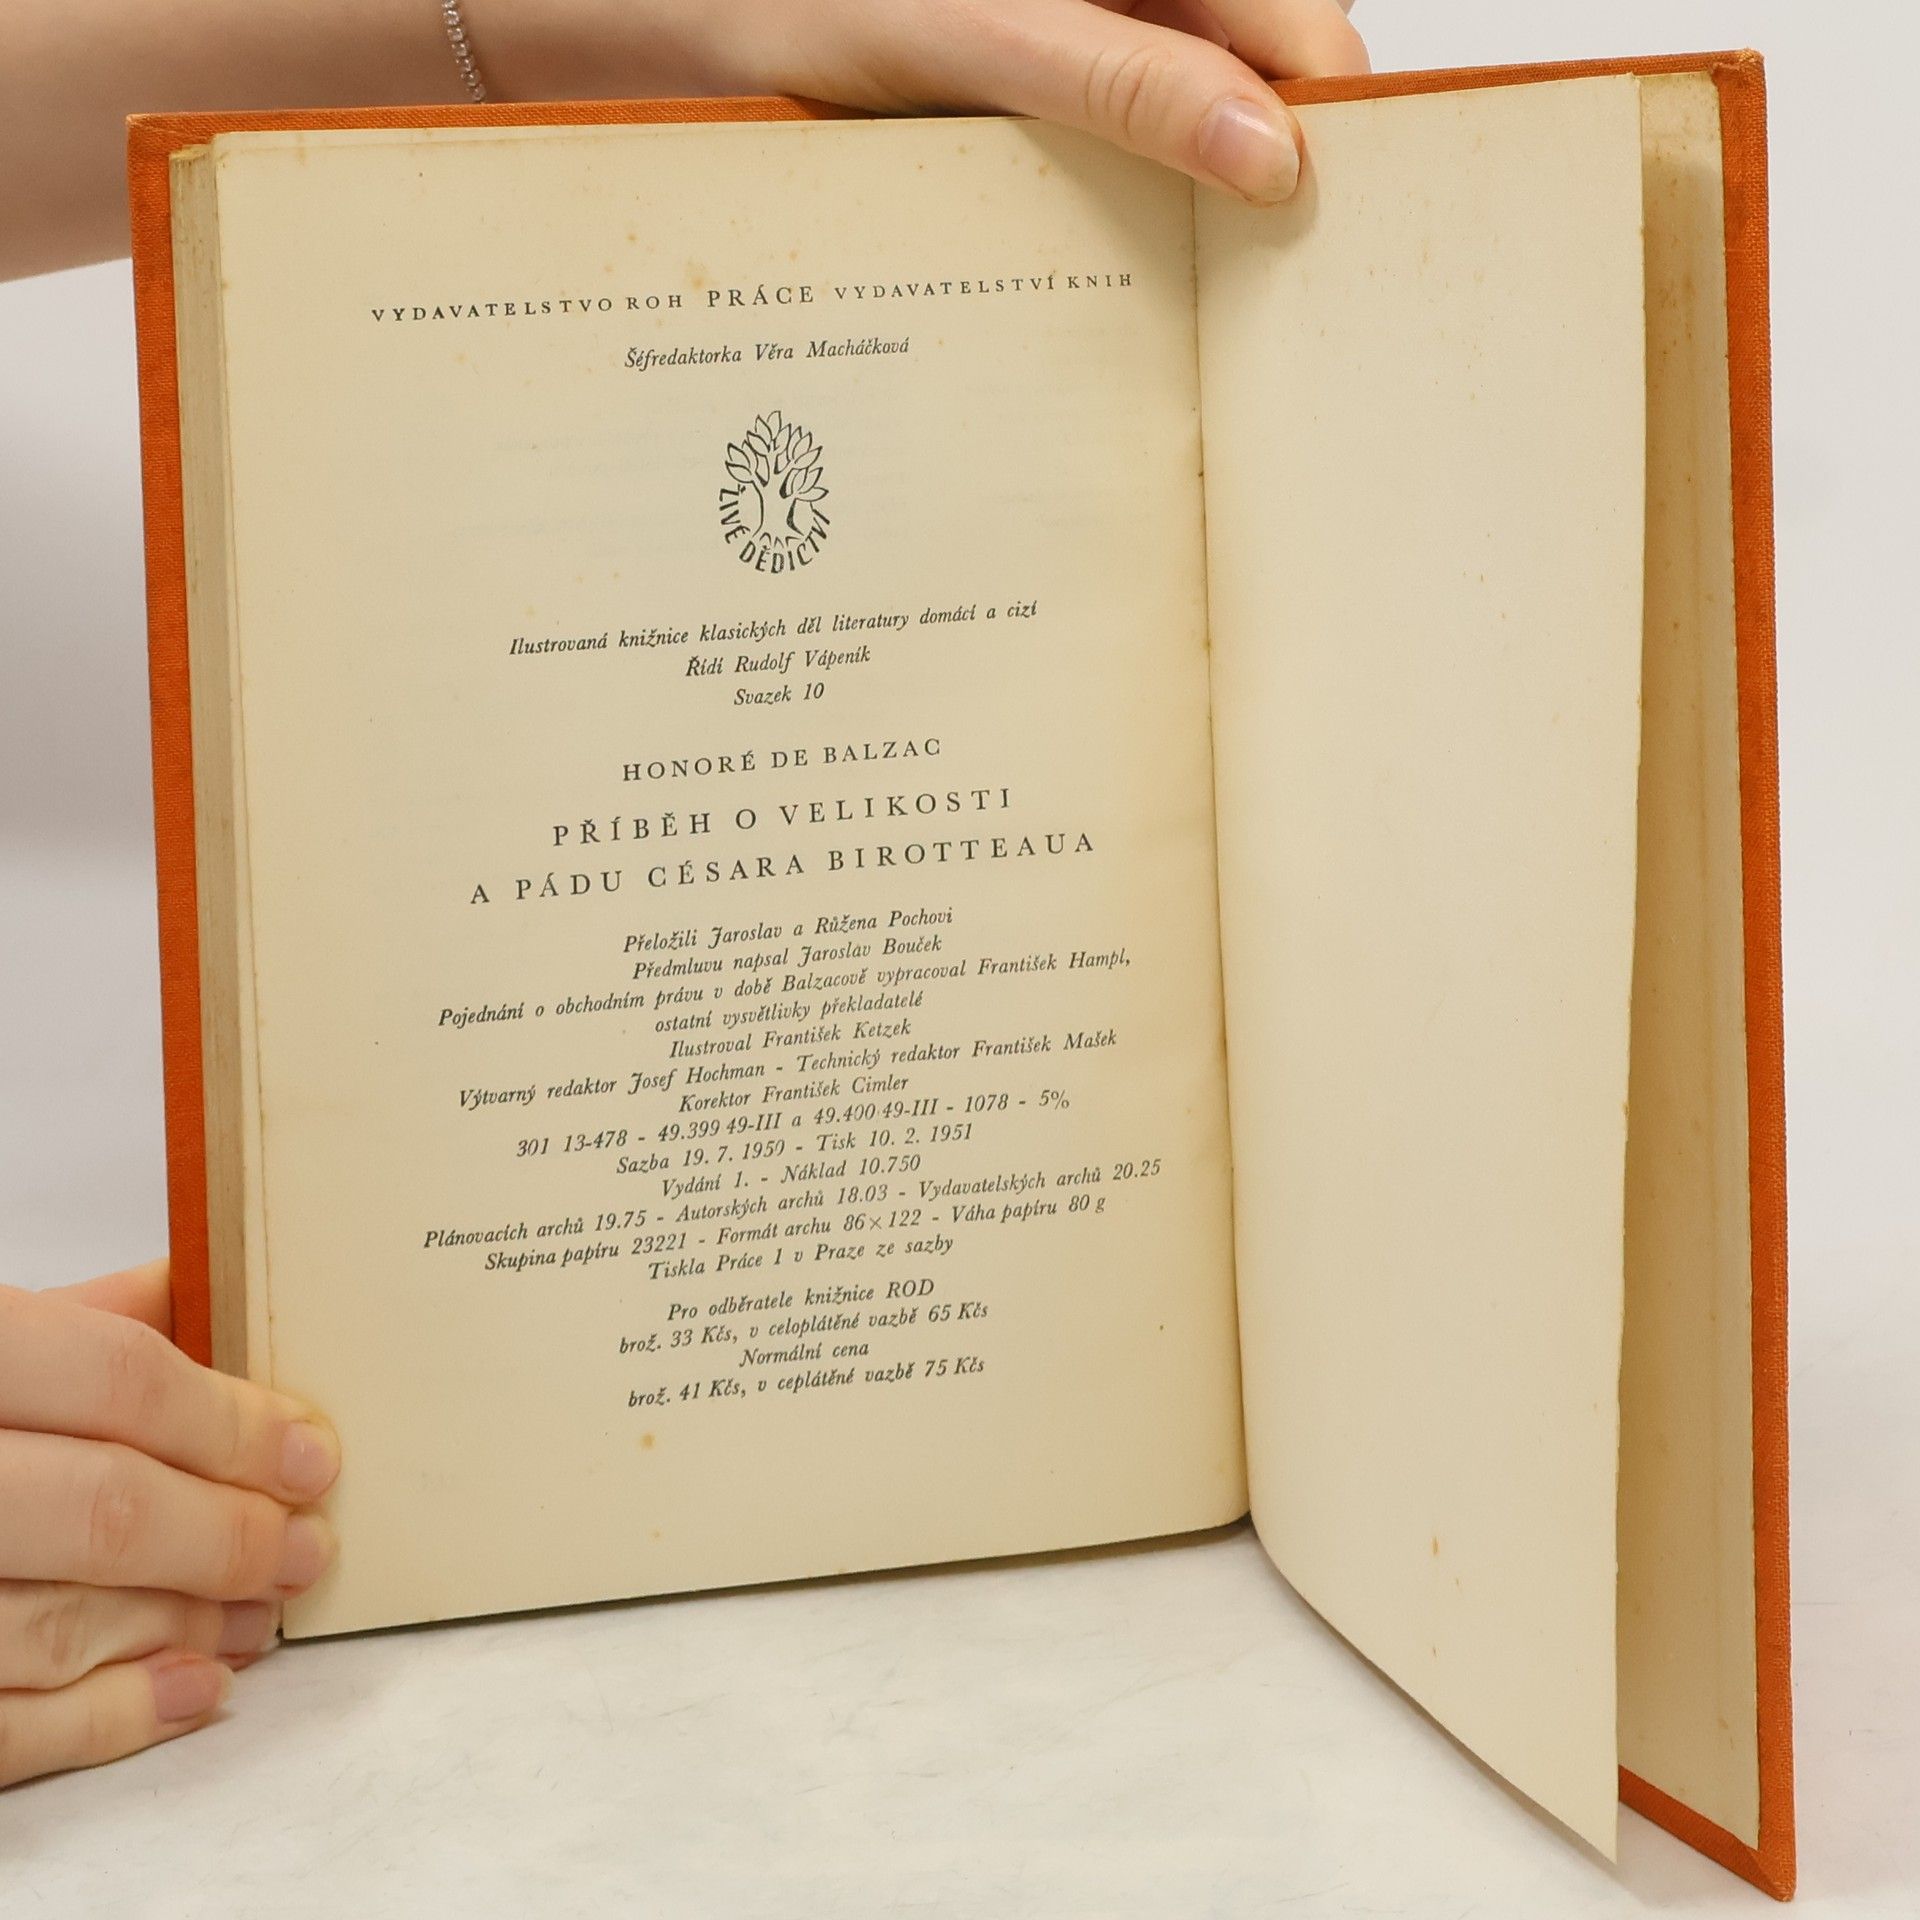 VYDAVATELSTVO ROH PRÁCE VYDAVATELSTVÍ KNIH
Šéfredaktorka Věra Macháčková
ŽIVÉ DĚDICTVÍ
Ilustrovaná knižnice klasických děl literatury domácí a cizí
Řídí Rudolf Vápeník
Svazek 10
HONORÉ DE BALZAC
PŘÍBĚH O VELIKOSTI
A PÁDU CÉSARA BIROTTEAUA
Přeložili Jaroslav a Růžena Pochovi
Předmluvu napsal Jaroslav Bouček
Pojednání o obchodním právu v době Balzacově vypracoval František Hampl,
ostatní vysvětlivky překladatelé
Ilustroval František Ketzek
Výtvarný redaktor Josef Hochman - Technický redaktor František Mašek
Korektor František Cimler
301 13-478 - 49.399 49-III a 49.400 49-III - 1078 - 5%
Sazba 19. 7. 1950 - Tisk 10. 2. 1951
Vydání 1. - Náklad 10.750
Plánovacích archů 19.75 - Autorských archů 18.03 - Vydavatelských archů 20.25
Skupina papíru 23221 - Formát archu 86×122 - Váha papíru 80 g
Tiskla Práce 1 v Praze ze sazby
Pro odběratele knižnice ROD
brož. 33 Kčs, v celoplátěné vazbě 65 Kčs
Normální cena
brož. 41 Kčs, v ceplátěné vazbě 75 Kčs